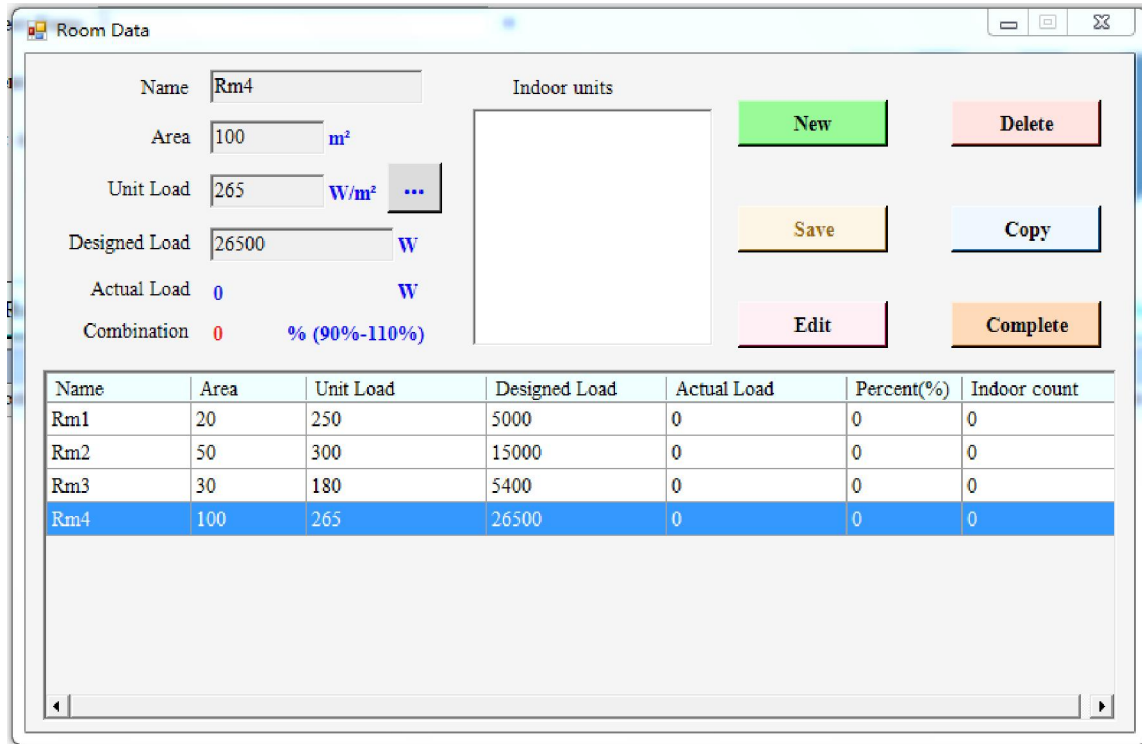 Room Data
Name Rm4
Area 100 m²
Unit Load 265 W/m² ...
Designed Load 26500 W
Actual Load 0 W
Combination 0 % (90%-110%)
Indoor units
New Delete
Save Copy
Edit Complete
Name Area Unit Load Designed Load Actual Load Percent(%) Indoor count
Rm1 20 250 5000 0 0 0
Rm2 50 300 15000 0 0 0
Rm3 30 180 5400 0 0 0
Rm4 100 265 26500 0 0 0